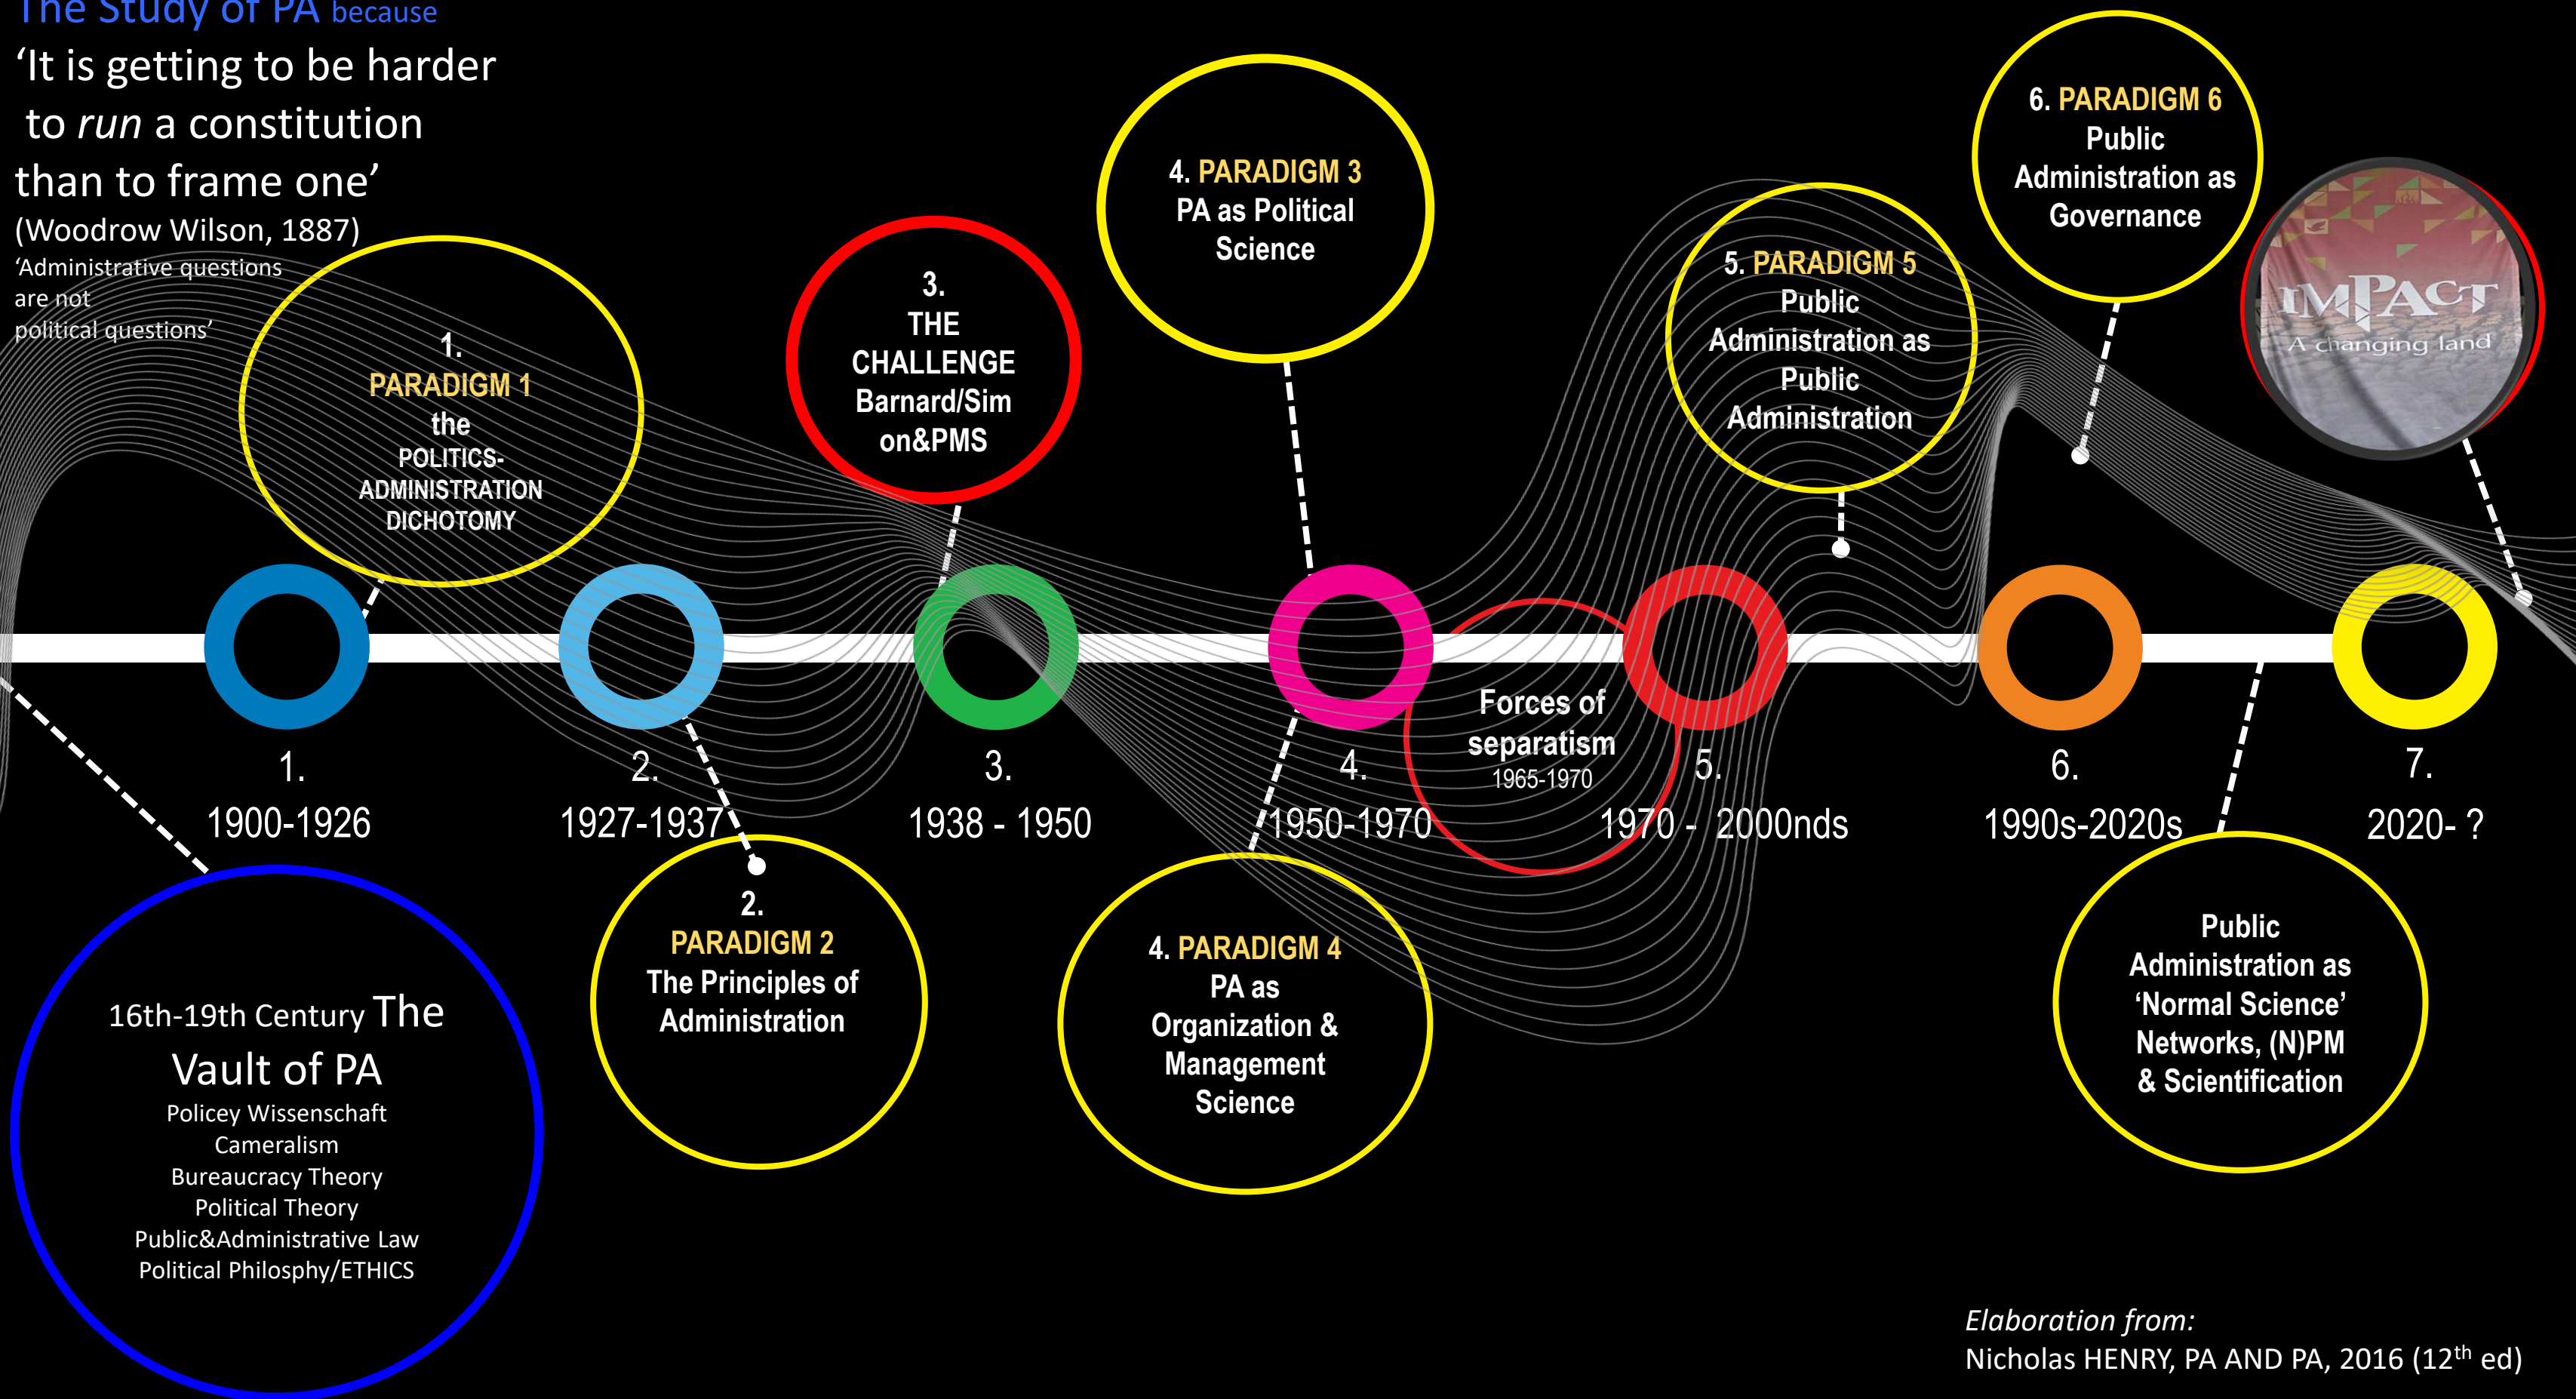 The Study of PA because
‘It is getting to be harder
to run a constitution
than to frame one’
(Woodrow Wilson, 1887)
‘Administrative questions
are not
political questions’
1.
PARADIGM 1
the
POLITICS-
ADMINISTRATION
DICHOTOMY
3.
THE
CHALLENGE
Barnard/Sim
on&PMS
4. PARADIGM 3
PA as Political
Science
5. PARADIGM 5
Public
Administration as
Public
Administration
6. PARADIGM 6
Public
Administration as
Governance
IMPACT
A changing land
Forces of
separatism
1965-1970
1.
1900-1926
2.
1927-1937
3.
1938 - 1950
4.
1950-1970
5.
1970 - 2000nds
6.
1990s-2020s
7.
2020- ?
16th-19th Century The
Vault of PA
Policey Wissenschaft
Cameralism
Bureaucracy Theory
Political Theory
Public&Administrative Law
Political Philosphy/ETHICS
2.
PARADIGM 2
The Principles of
Administration
4. PARADIGM 4
PA as
Organization &
Management
Science
Public
Administration as
‘Normal Science’
Networks, (N)PM
& Scientification
Elaboration from:
Nicholas HENRY, PA AND PA, 2016 (12th ed)